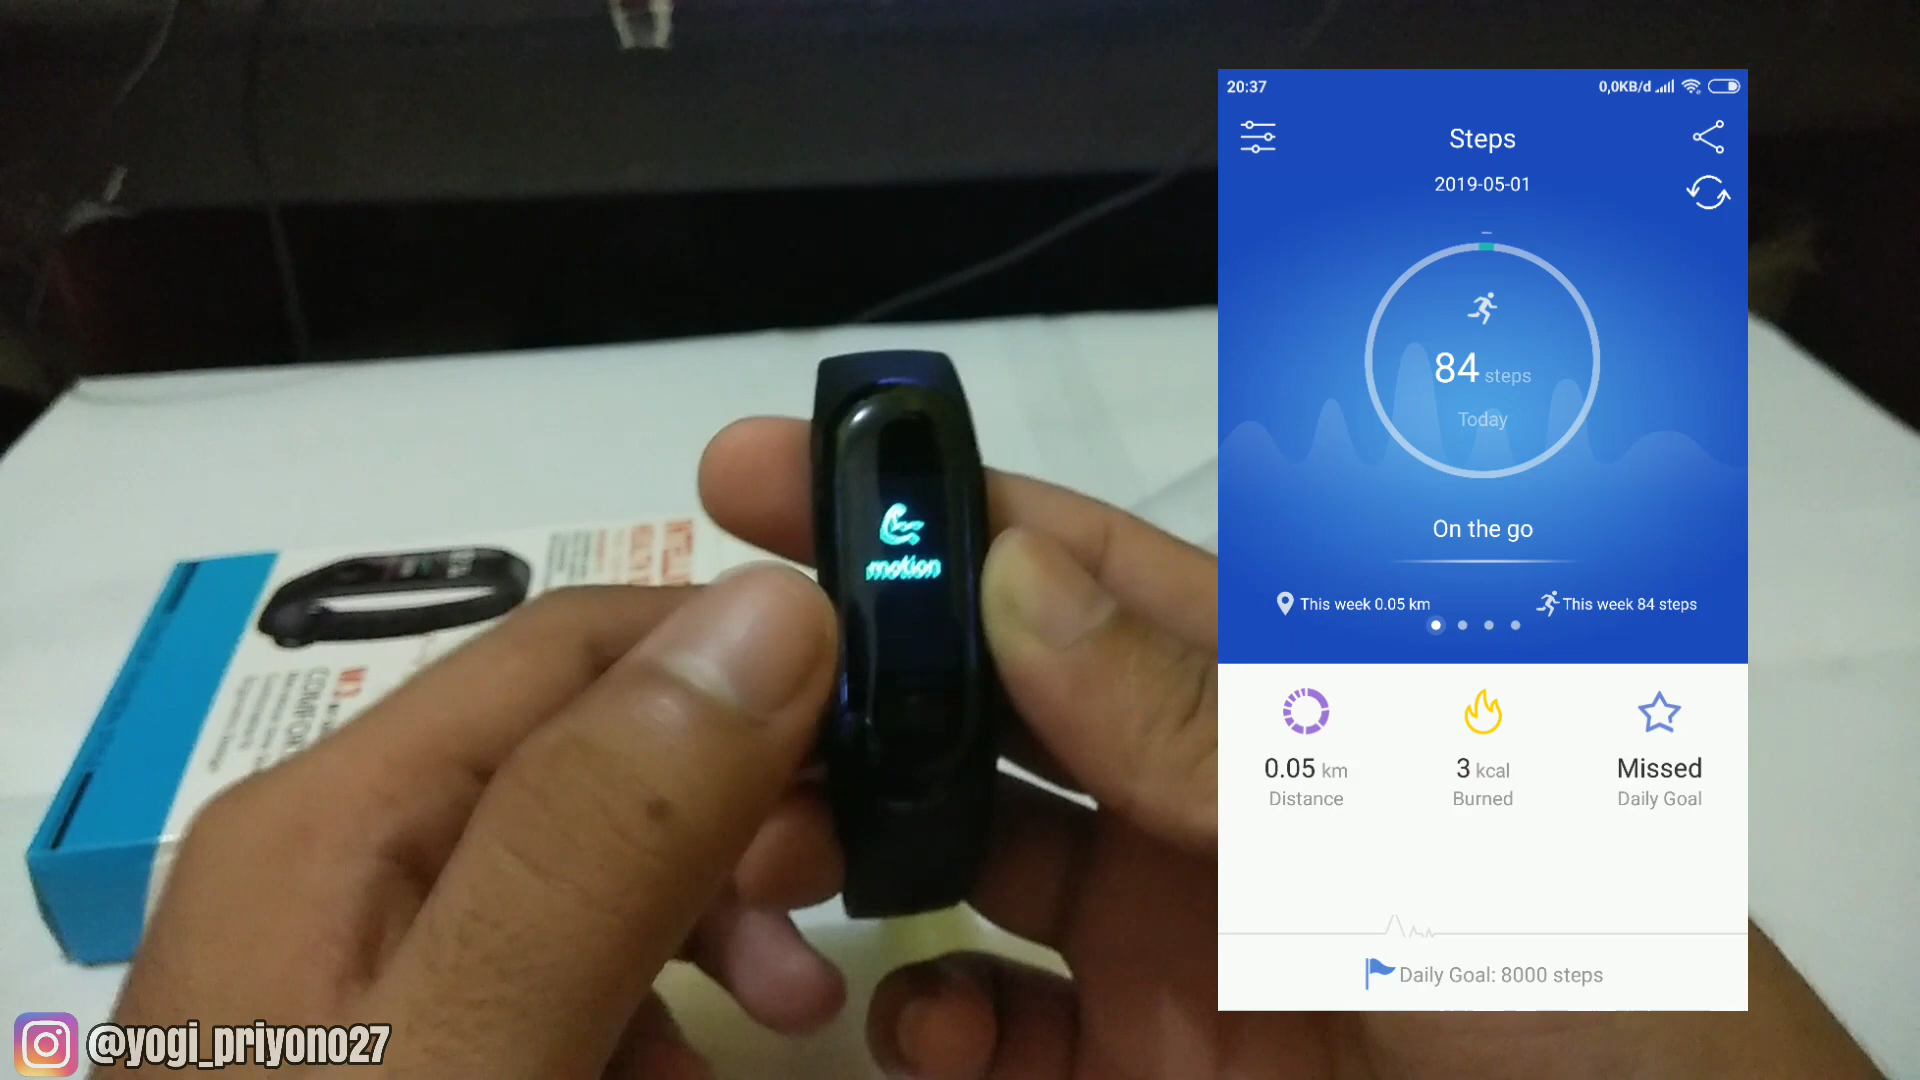 20:37
0,0KB/d
Steps
2019-05-01
84 steps
Today
On the go
This week 0.05 km
This week 84 steps
0.05 km
3 kcal
Missed
Distance
Burned
Daily Goal
Daily Goal: 8000 steps
motion
M3
COMFORT
@yogi_priyono27